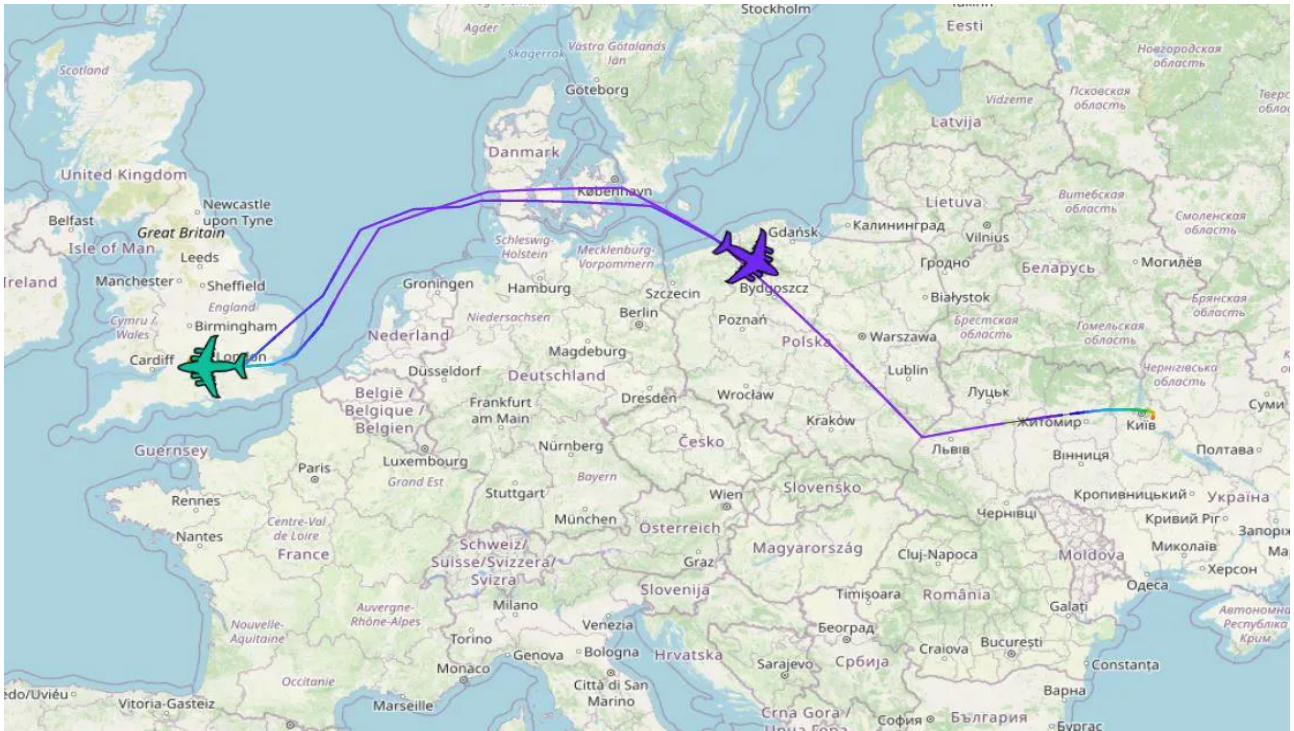 Stockholm
Eesti
Новгородская
область
Псковская
область
Scotland
Agder
Skagerrak
Västra Götalands
län
Göteborg
Vidzeme
Latvija
Danmark
København
United Kingdom
Newcastle
upon Tyne
Belfast
Great Britain
Isle of Man
Leeds
Ireland
Manchester
Sheffield
England
Cymru /
Wales
Birmingham
Cardiff
London
Guernsey
Lietuva
Vilnius
Витебская
область
Смоленская
область
Калининград
Gdańsk
Schleswig-
Holstein
Mecklenburg-
Vorpommern
Гродно
Беларусь
Могилёв
Groningen
Hamburg
Szczecin
Bydgoszcz
Białystok
Брянская
область
Niedersachsen
Berlin
Poznań
Warszawa
Брестская
область
Гомельская
область
Nederland
Magdeburg
Polska
Lublin
Düsseldorf
Deutschland
Wrocław
Луцьк
Чернігівська
область
België /
Belgique /
Belgien
Frankfurt
am Main
Dresden
Kraków
Житомир
Київ
Суми
Luxembourg
Česko
Львів
Вінниця
Полтава
Nürnberg
Paris
Grand Est
Bayern
Stuttgart
Slovensko
Кропивницький
Україна
Rennes
Wien
Чернівці
Кривий Ріг
Nantes
Centre-Val
de Loire
München
Österreich
Magyarország
Cluj-Napoca
Moldova
Миколаїв
France
Schweiz/
Suisse/Svizzera/
Svizra
Graz
Одеса
Херсон
Slovenija
Timișoara
România
Galați
Автономна
Республіка
Крим
Nouvelle-
Aquitaine
Auvergne-
Rhône-Alpes
Milano
Venezia
Београд
Torino
Hrvatska
Craiova
București
Genova
Bologna
Србија
Constanța
Monaco
Sarajevo
Occitanie
Città di San
Marino
Варна
Vitoria-Gasteiz
Marseille
Crna Gora /
София
България
Бургас